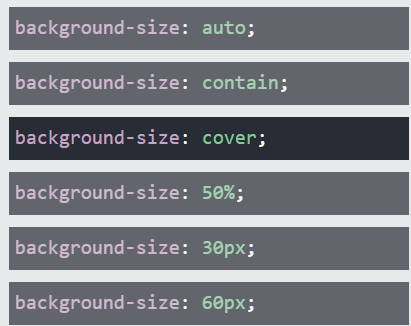 background-size: auto;
background-size: contain;
background-size: cover;
background-size: 50%;
background-size: 30px;
background-size: 60px;